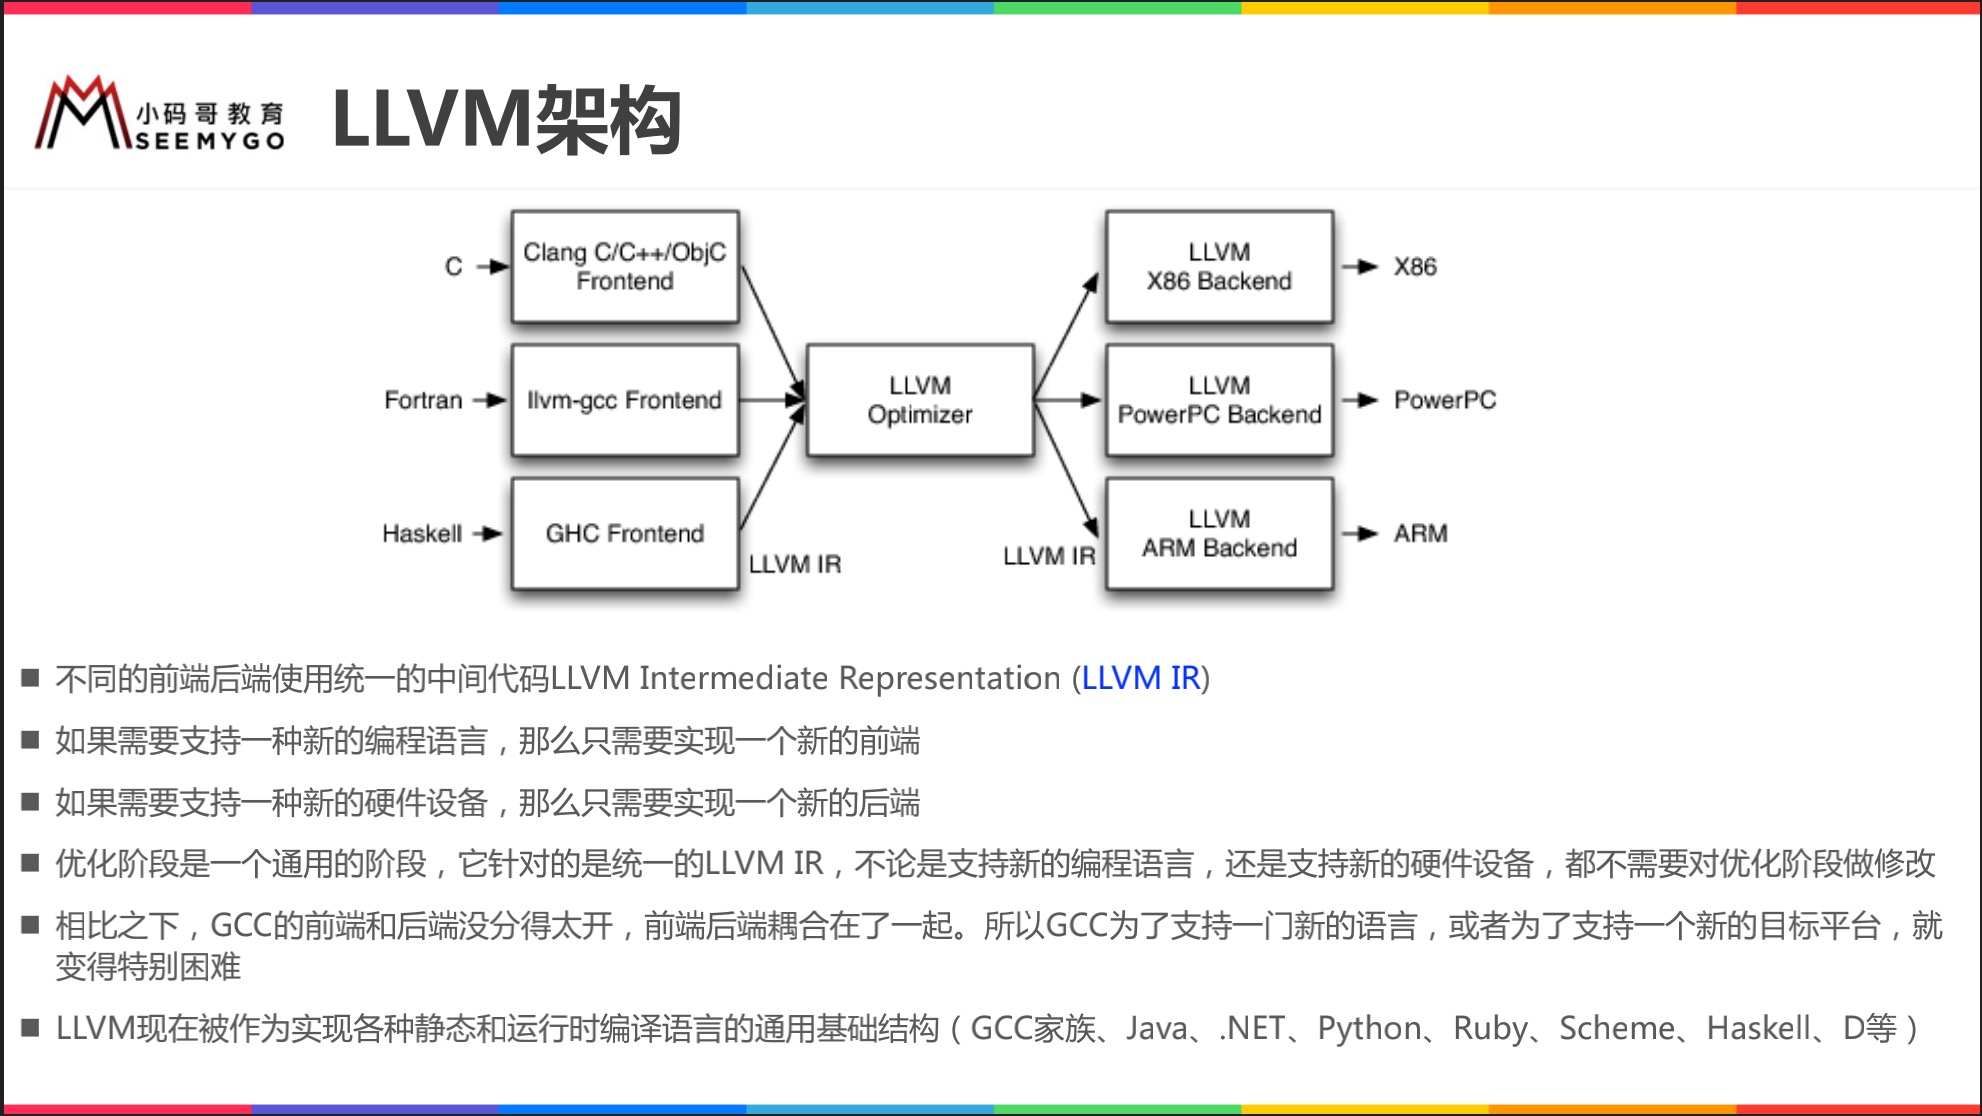 小码哥教育
SEEMYGO
LLVM架构
C
Clang C/C++/ObjC
Frontend
LLVM
X86 Backend
X86
Fortran
llvm-gcc Frontend
LLVM
Optimizer
LLVM
PowerPC Backend
PowerPC
Haskell
GHC Frontend
LLVM IR
LLVM IR
LLVM
ARM Backend
ARM
不同的前端后端使用统一的中间代码LLVM Intermediate Representation (LLVM IR)
如果需要支持一种新的编程语言，那么只需要实现一个新的前端
如果需要支持一种新的硬件设备，那么只需要实现一个新的后端
优化阶段是一个通用的阶段，它针对的是统一的LLVM IR，不论是支持新的编程语言，还是支持新的硬件设备，都不需要对优化阶段做修改
相比之下，GCC的前端和后端没分得太开，前端后端耦合在了一起。所以GCC为了支持一门新的语言，或者为了支持一个新的目标平台，就
变得特别困难
LLVM现在被作为实现各种静态和运行时编译语言的通用基础结构（GCC家族、Java、.NET、Python、Ruby、Scheme、Haskell、D等）